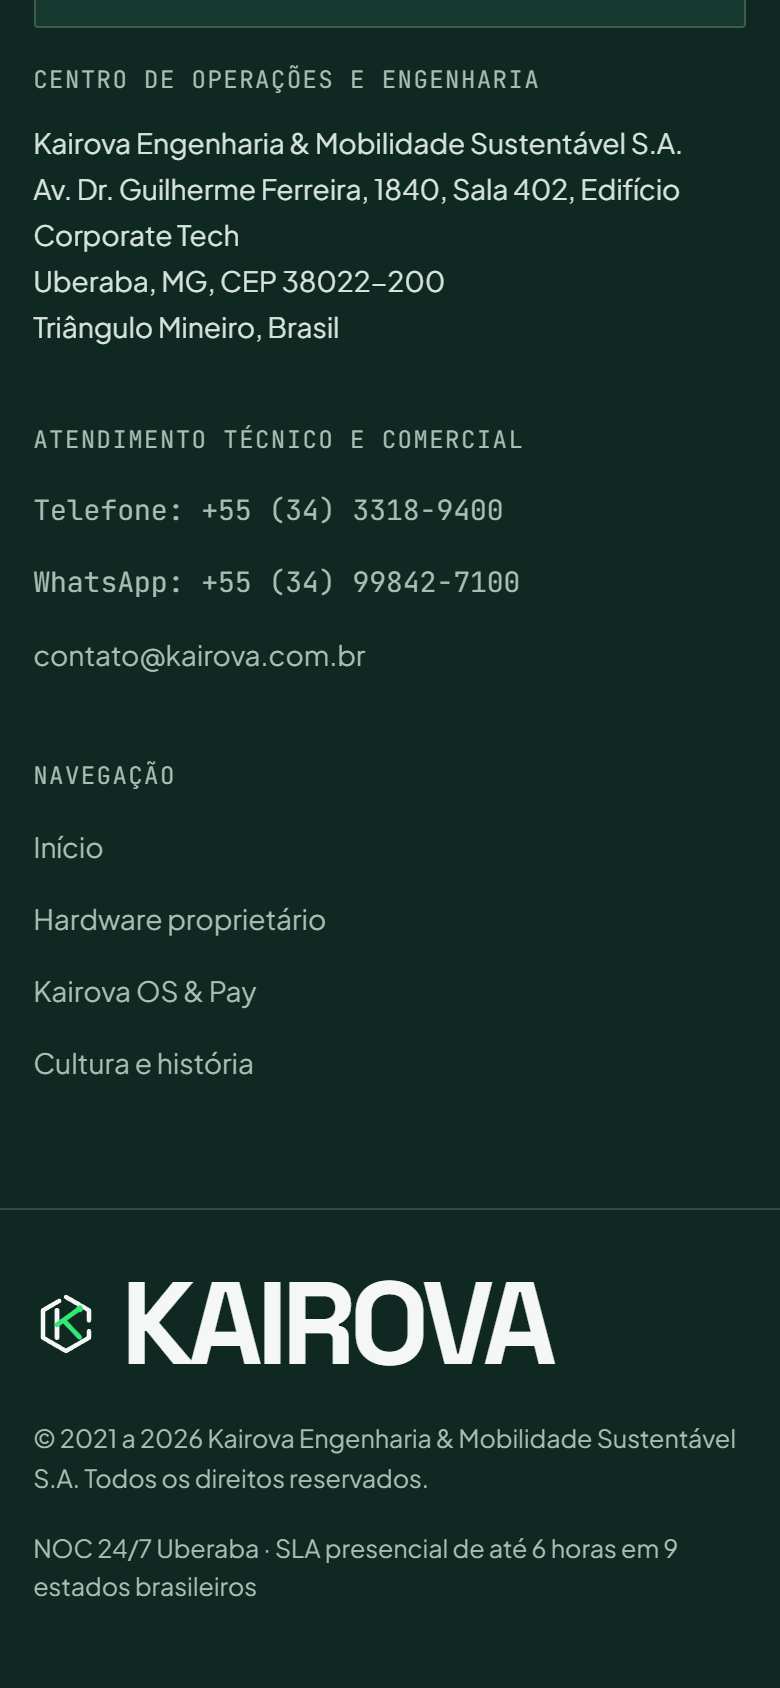 CENTRO DE OPERAÇÕES E ENGENHARIA
Kairova Engenharia & Mobilidade Sustentável S.A.
Av. Dr. Guilherme Ferreira, 1840, Sala 402, Edifício
Corporate Tech
Uberaba, MG, CEP 38022–200
Triângulo Mineiro, Brasil
ATENDIMENTO TÉCNICO E COMERCIAL
Telefone: +55 (34) 3318-9400
WhatsApp: +55 (34) 99842-7100
contato@kairova.com.br
NAVEGAÇÃO
Início
Hardware proprietário
Kairova OS & Pay
Cultura e história
KAIROVA
© 2021 a 2026 Kairova Engenharia & Mobilidade Sustentável
S.A. Todos os direitos reservados.
NOC 24/7 Uberaba · SLA presencial de até 6 horas em 9
estados brasileiros